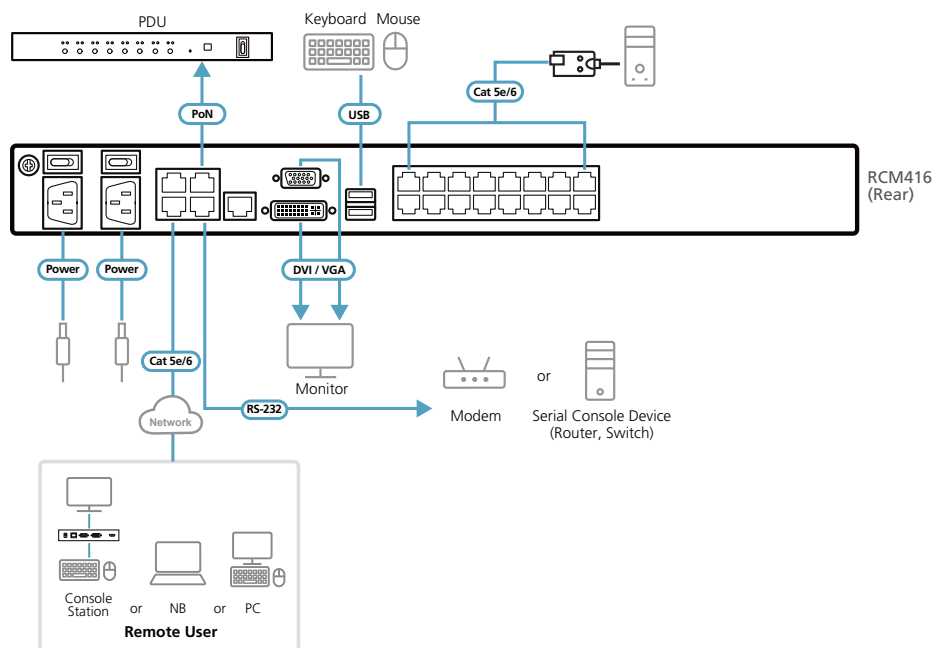 PDU
Keyboard Mouse
Cat 5e/6
PoN
USB
RCM416
(Rear)
Power
Power
DVI / VGA
Cat 5e/6
Monitor
Network
RS-232
Modem
or
Serial Console Device
(Router, Switch)
Console
Station
or
NB
or
PC
Remote User